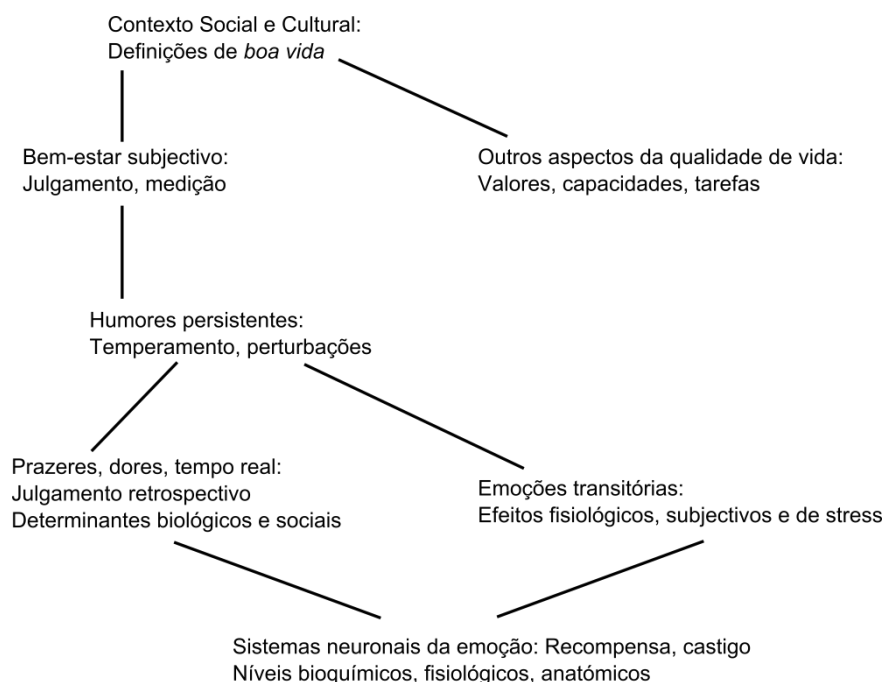 Contexto Social e Cultural:
Definições de boa vida
Bem-estar subjectivo:
Julgamento, medição
Outros aspectos da qualidade de vida:
Valores, capacidades, tarefas
Humores persistentes:
Temperamento, perturbações
Prazeres, dores, tempo real:
Julgamento retrospectivo
Determinantes biológicos e sociais
Emoções transitórias:
Efeitos fisiológicos, subjectivos e de stress
Sistemas neuronais da emoção: Recompensa, castigo
Níveis bioquímicos, fisiológicos, anatómicos